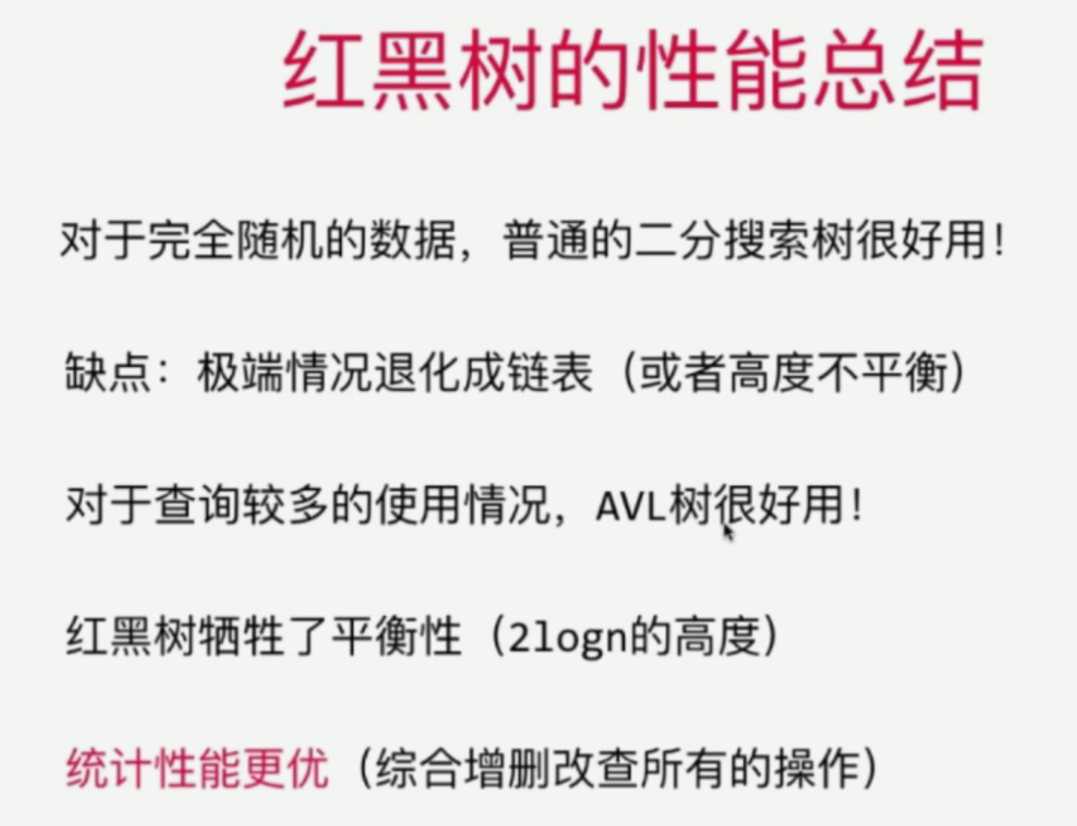 红黑树的性能总结
对于完全随机的数据，普通的二分搜索树很好用！
缺点：极端情况退化成链表（或者高度不平衡）
对于查询较多的使用情况，AVL树很好用！
红黑树牺牲了平衡性（2logn的高度）
统计性能更优（综合增删改查所有的操作）